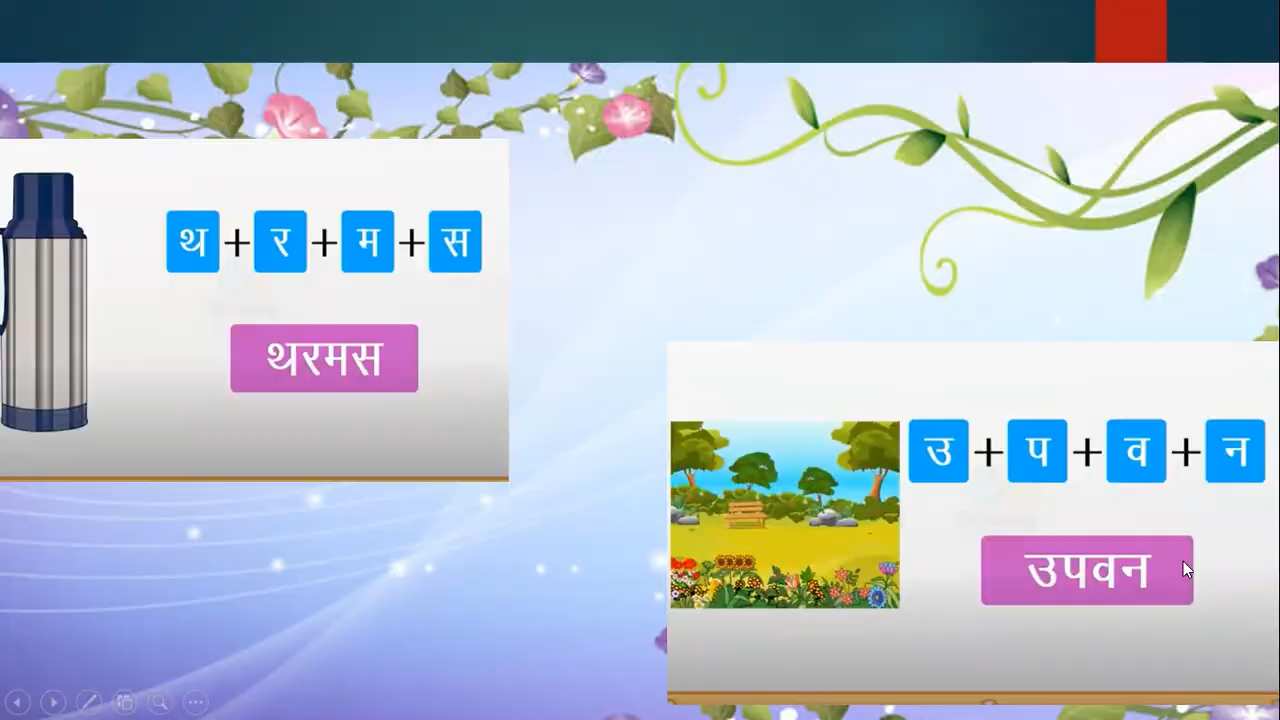 थ + र + म + स
थरमस
उ + प + व + न
उपवन